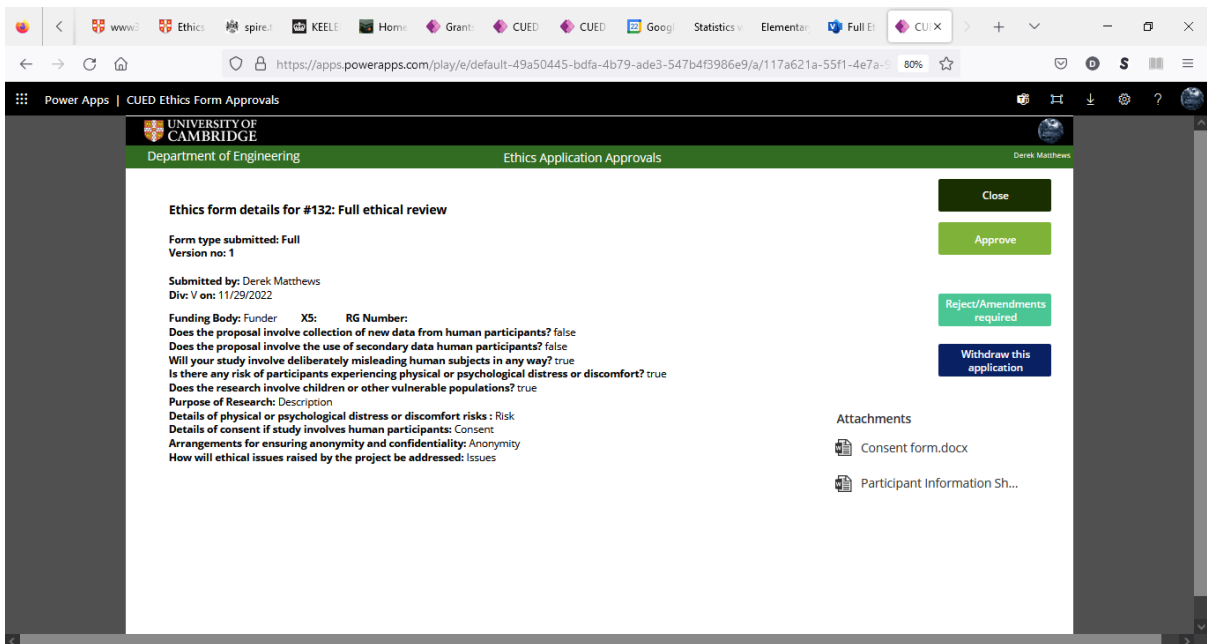 www3
Ethics
spire.t
KEELE
Home
Grant:
CUED
CUED
22
Googl
Statistics v
Elementar
Full Et
CUI
https://apps.powerapps.com/play/e/default-49a50445-bdfa-4b79-ade3-547b4f3986e9/a/117a621a-55f1-4e7a-9
80%
D
S
Power Apps | CUED Ethics Form Approvals
?
UNIVERSITY OF
CAMBRIDGE
Department of Engineering
Ethics Application Approvals
Derek Matthews
Close
Ethics form details for #132: Full ethical review
Approve
Form type submitted: Full
Version no: 1
Submitted by: Derek Matthews
Div: V on: 11/29/2022
Reject/Amendments
required
Funding Body: Funder X5: RG Number:
Does the proposal involve collection of new data from human participants? false
Does the proposal involve the use of secondary data human participants? false
Will your study involve deliberately misleading human subjects in any way? true
Is there any risk of participants experiencing physical or psychological distress or discomfort? true
Does the research involve children or other vulnerable populations? true
Purpose of Research: Description
Details of physical or psychological distress or discomfort risks : Risk
Details of consent if study involves human participants: Consent
Arrangements for ensuring anonymity and confidentiality: Anonymity
How will ethical issues raised by the project be addressed: Issues
Withdraw this
application
Attachments
Consent form.docx
Participant Information Sh...